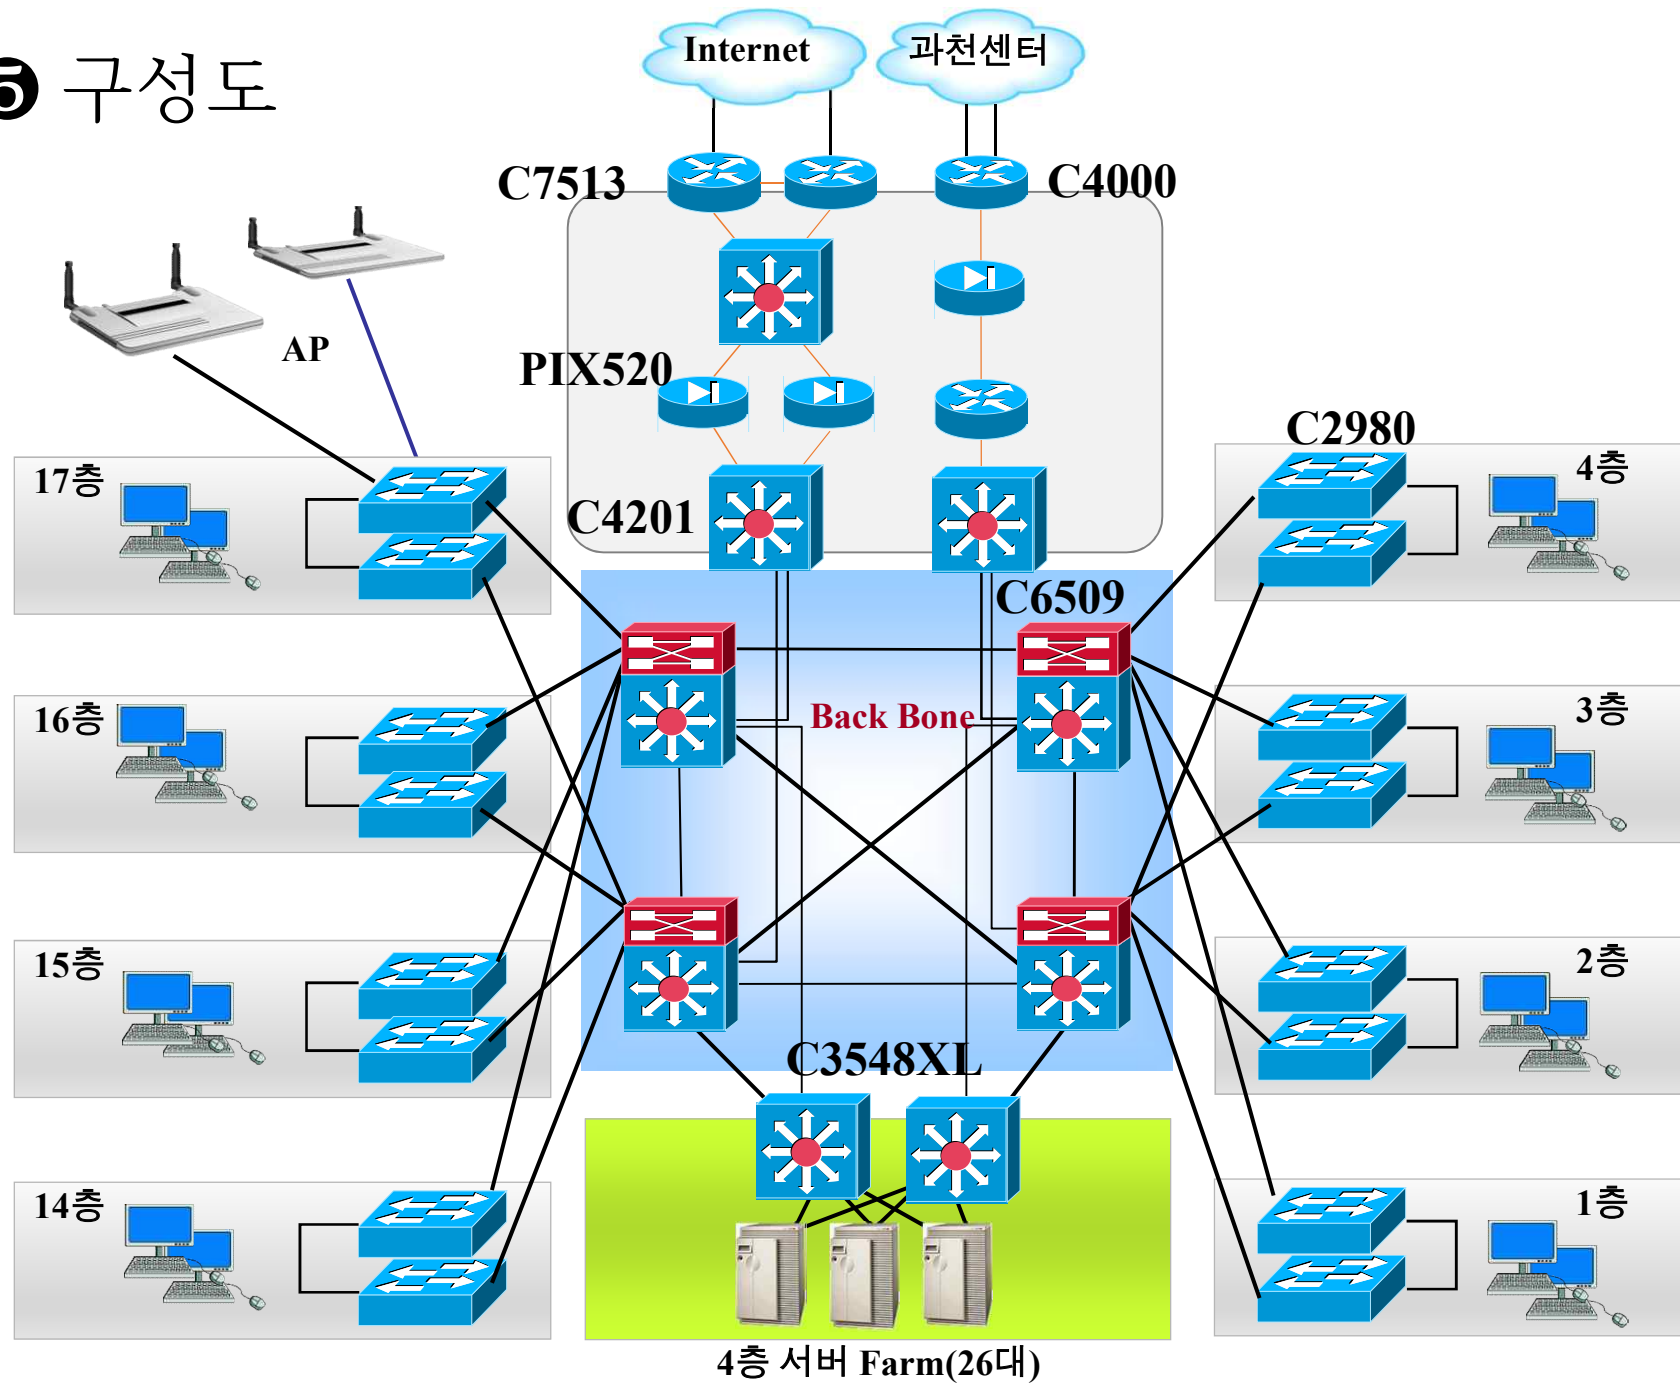 ❺ 구성도
Internet
과천센터
C7513
C4000
AP
PIX520
C2980
17층
4층
C4201
C6509
16층
Back Bone
3층
15층
2층
C3548XL
14층
1층
4층 서버 Farm(26대)